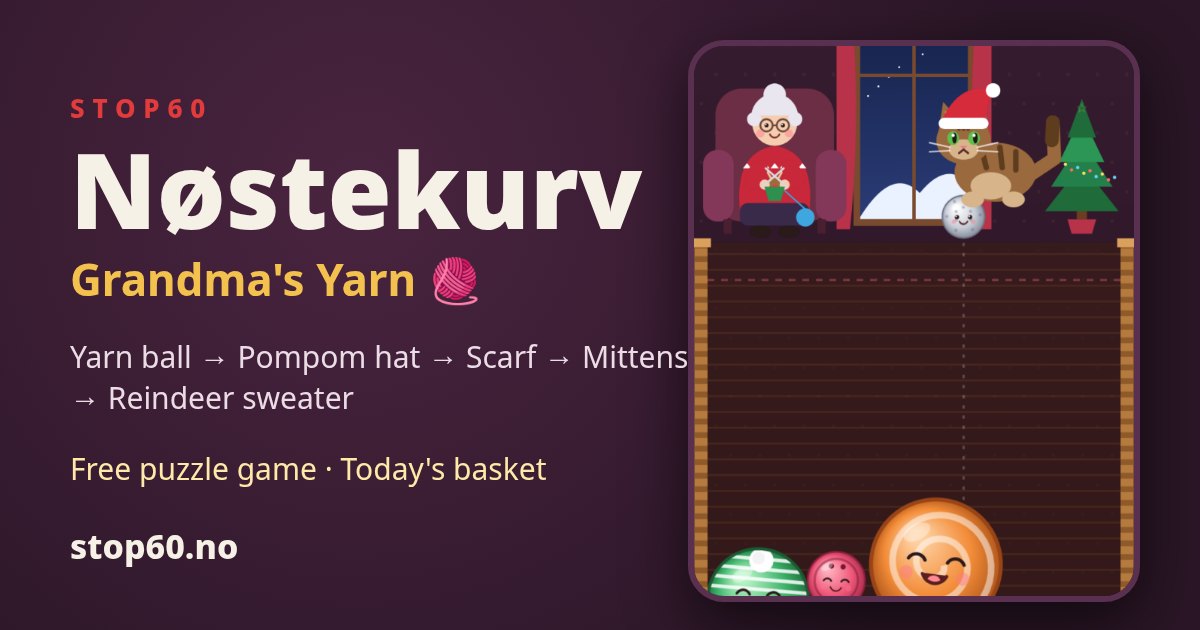 STOP60
Nøstekurv
Grandma's Yarn 🧶
Yarn ball → Pompom hat → Scarf → Mittens
→ Reindeer sweater
Free puzzle game · Today's basket
stop60.no